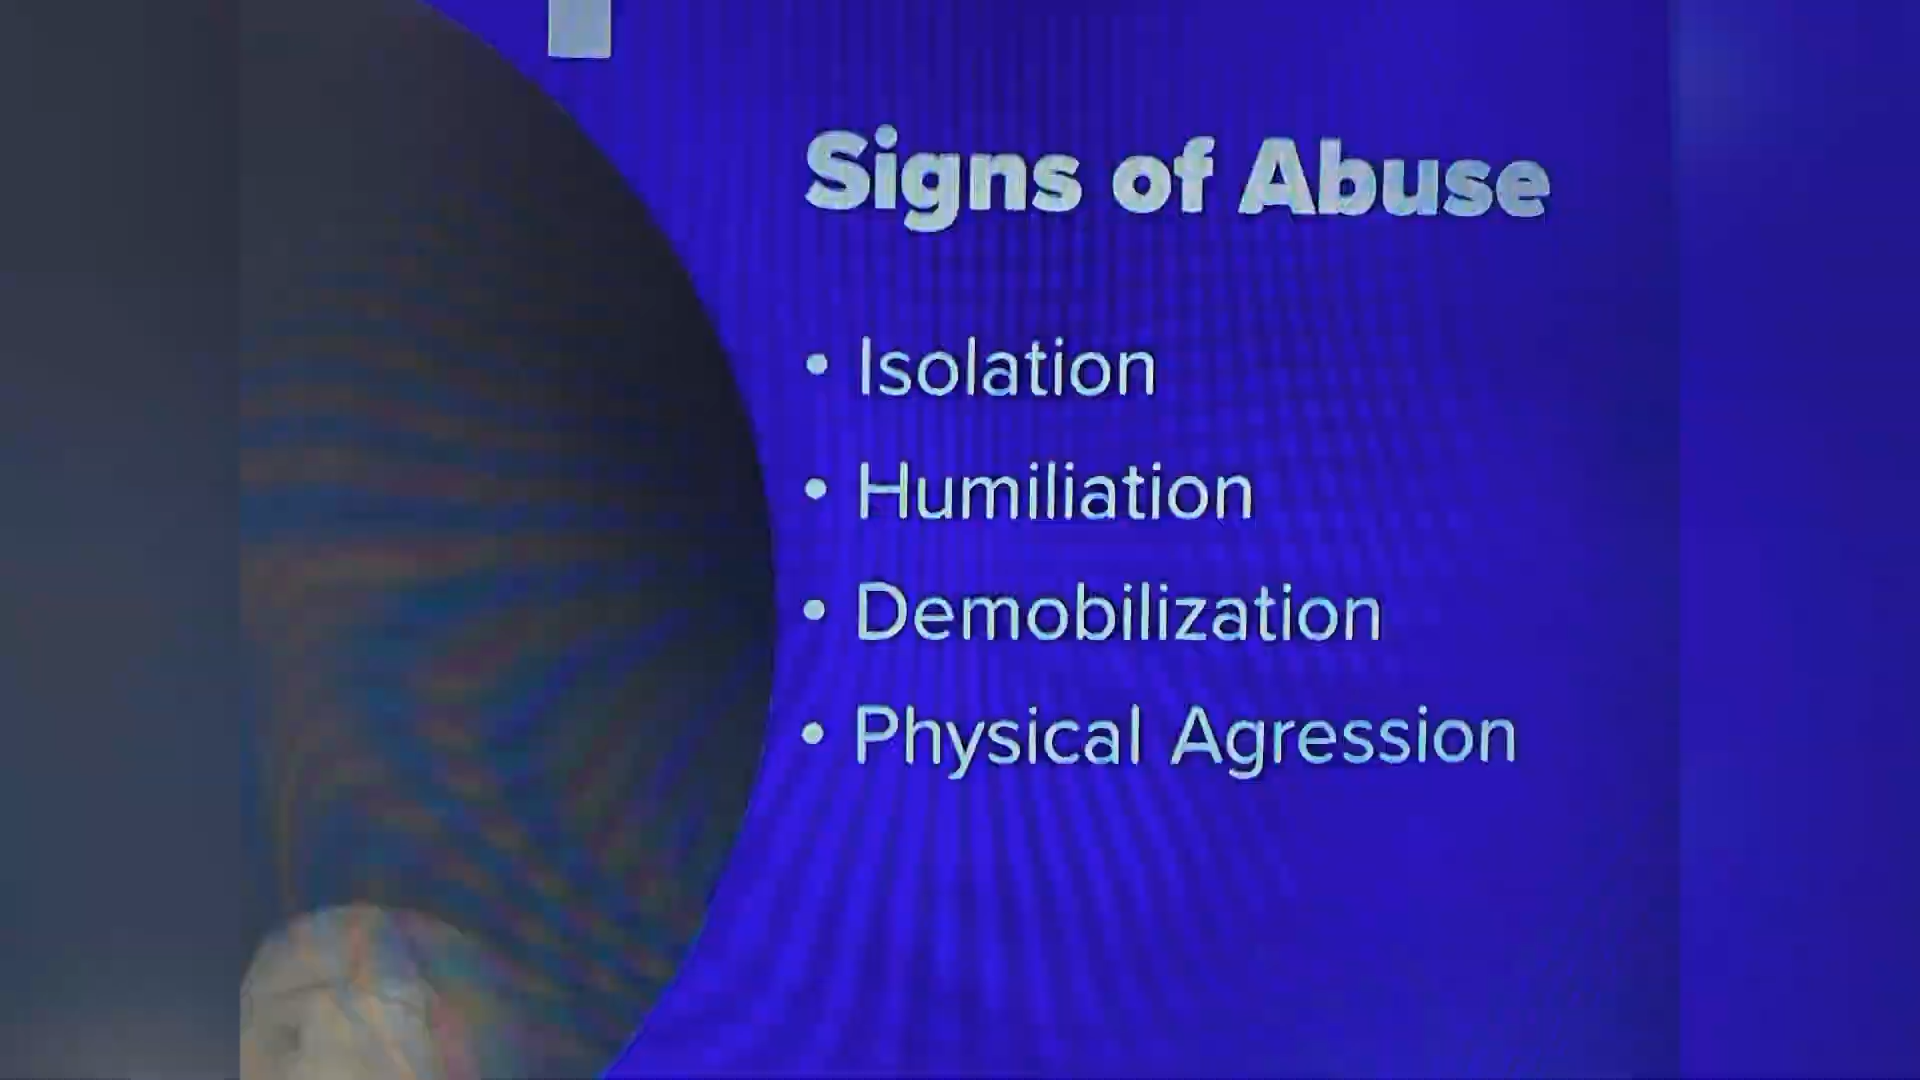 Signs of Abuse
• Isolation
• Humiliation
• Demobilization
• Physical Agression